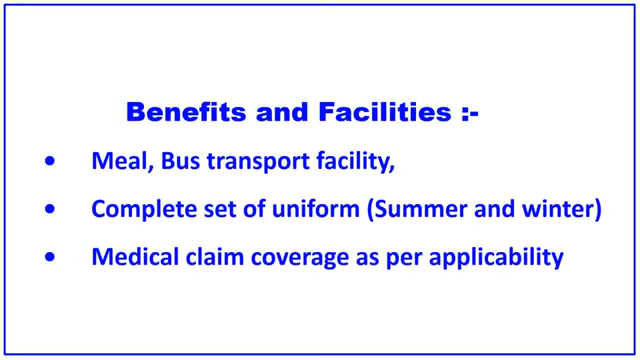 Benefits and Facilities :-
• Meal, Bus transport facility,
• Complete set of uniform (Summer and winter)
• Medical claim coverage as per applicability